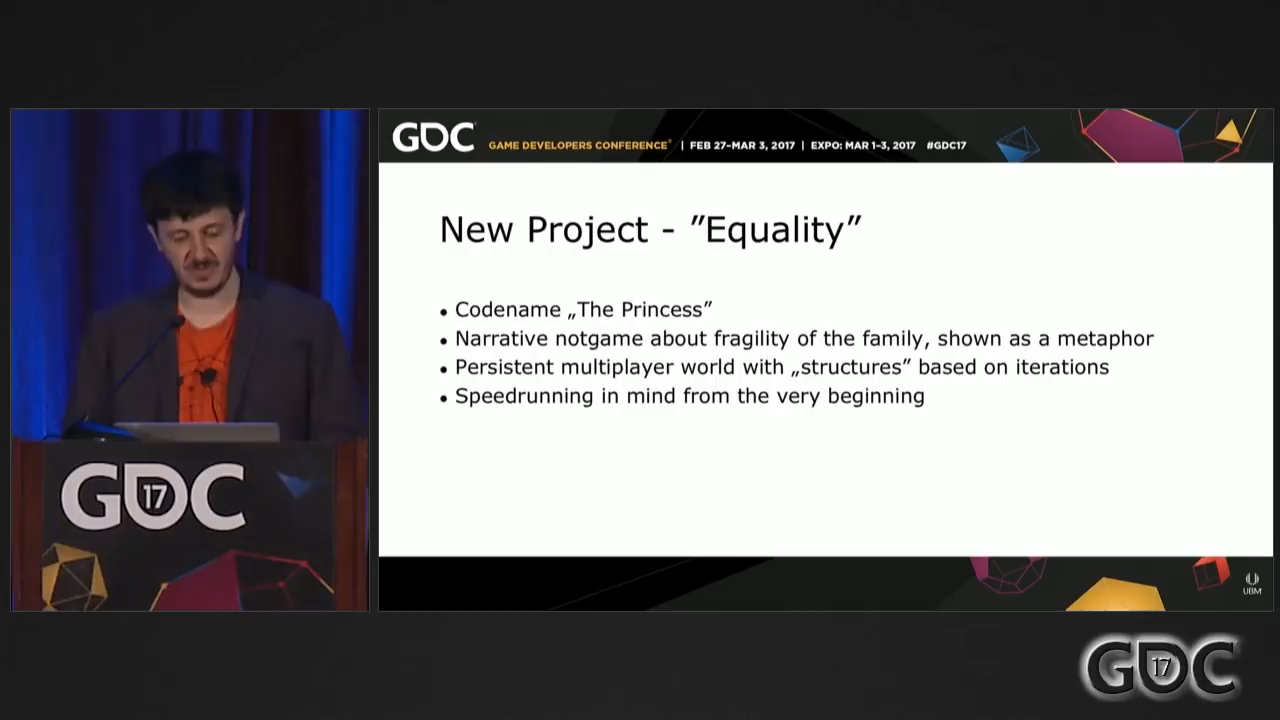 GDC GAME DEVELOPERS CONFERENCE® | FEB 27–MAR 3, 2017 | EXPO: MAR 1–3, 2017 #GDC17
New Project - ”Equality”
• Codename „The Princess”
• Narrative notgame about fragility of the family, shown as a metaphor
• Persistent multiplayer world with „structures” based on iterations
• Speedrunning in mind from the very beginning
GDC 17
UBM
GDC 17